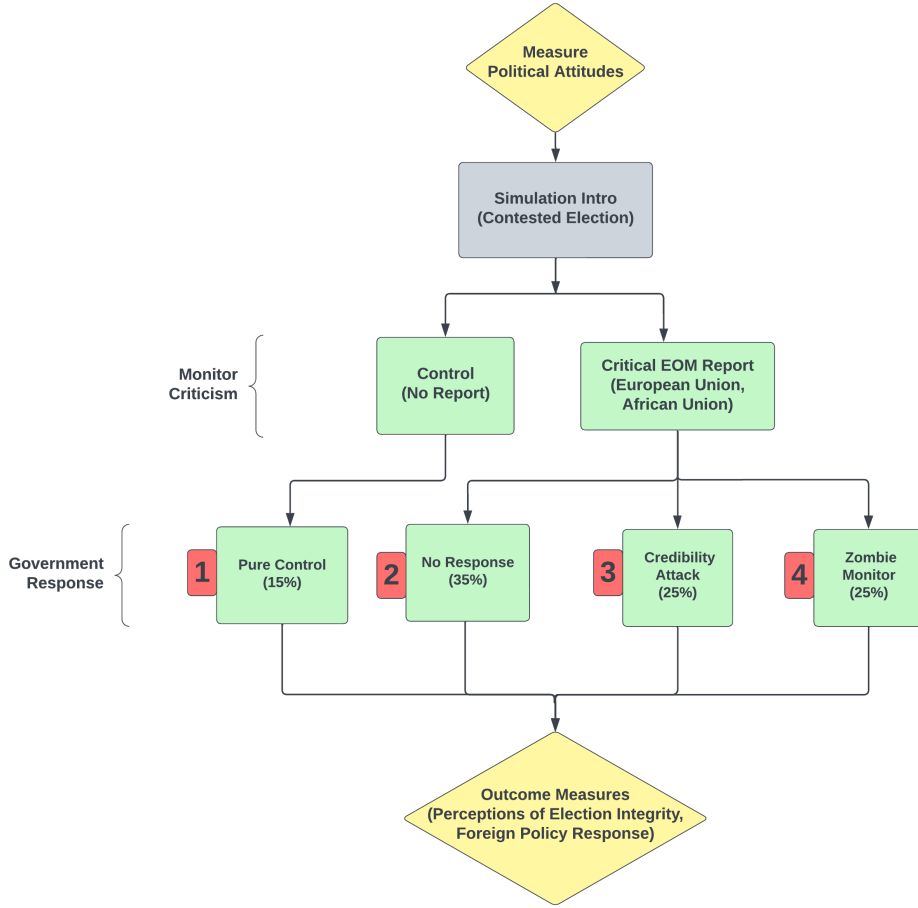 Measure
Political Attitudes
Simulation Intro
(Contested Election)
Monitor
Criticism
Control
(No Report)
Critical EOM Report
(European Union,
African Union)
Government
Response
1
Pure Control
(15%)
2
No Response
(35%)
3
Credibility
Attack
(25%)
4
Zombie
Monitor
(25%)
Outcome Measures
(Perceptions of Election Integrity,
Foreign Policy Response)